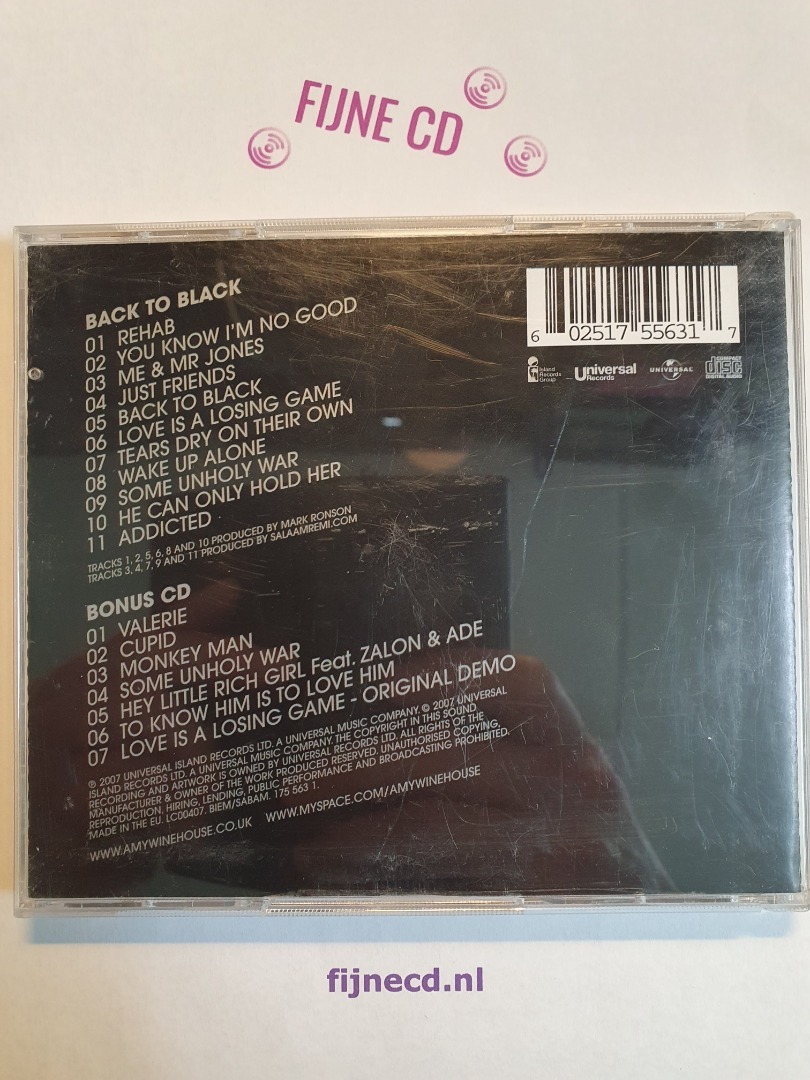 FIJNE CD
BACK TO BLACK
01 REHAB
02 YOU KNOW I'M NO GOOD
03 ME & MR JONES
04 JUST FRIENDS
05 BACK TO BLACK
06 LOVE IS A LOSING GAME
07 TEARS DRY ON THEIR OWN
08 WAKE UP ALONE
09 SOME UNHOLY WAR
10 HE CAN ONLY HOLD HER
11 ADDICTED
TRACKS 1, 2, 5, 6, 8 AND 10 PRODUCED BY MARK RONSON
TRACKS 3, 4, 7, 9 AND 11 PRODUCED BY SALAAMREMI.COM
BONUS CD
01 VALERIE
02 CUPID
03 MONKEY MAN
04 SOME UNHOLY WAR
05 HEY LITTLE RICH GIRL Feat. ZALON & ADE
06 TO KNOW HIM IS TO LOVE HIM
07 LOVE IS A LOSING GAME - ORIGINAL DEMO
℗ 2007 UNIVERSAL ISLAND RECORDS LTD. A UNIVERSAL MUSIC COMPANY. © 2007 UNIVERSAL
ISLAND RECORDS LTD. A UNIVERSAL MUSIC COMPANY. THE COPYRIGHT IN THIS SOUND
RECORDING AND ARTWORK IS OWNED BY UNIVERSAL RECORDS LTD. ALL RIGHTS OF THE
MANUFACTURER & OWNER OF THE WORK PRODUCED RESERVED. UNAUTHORISED COPYING,
REPRODUCTION, HIRING, LENDING, PUBLIC PERFORMANCE AND BROADCASTING PROHIBITED.
MADE IN THE EU. LC00407. BIEM/SABAM. 175 563 1.
WWW.AMYWINEHOUSE.CO.UK WWW.MYSPACE.COM/AMYWINEHOUSE
6 02517 55631 7
Island Records Group
Universal Records
UNIVERSAL
COMPACT disc DIGITAL AUDIO
fijnecd.nl